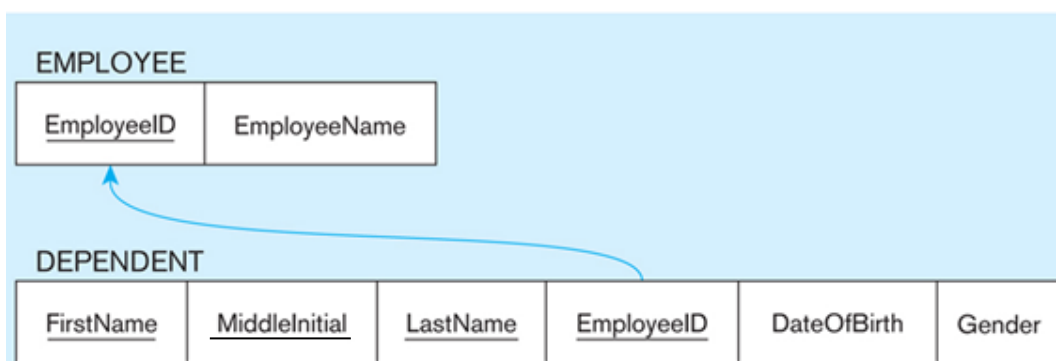 EMPLOYEE
EmployeeID EmployeeName
DEPENDENT
FirstName MiddleInitial LastName EmployeeID DateOfBirth Gender